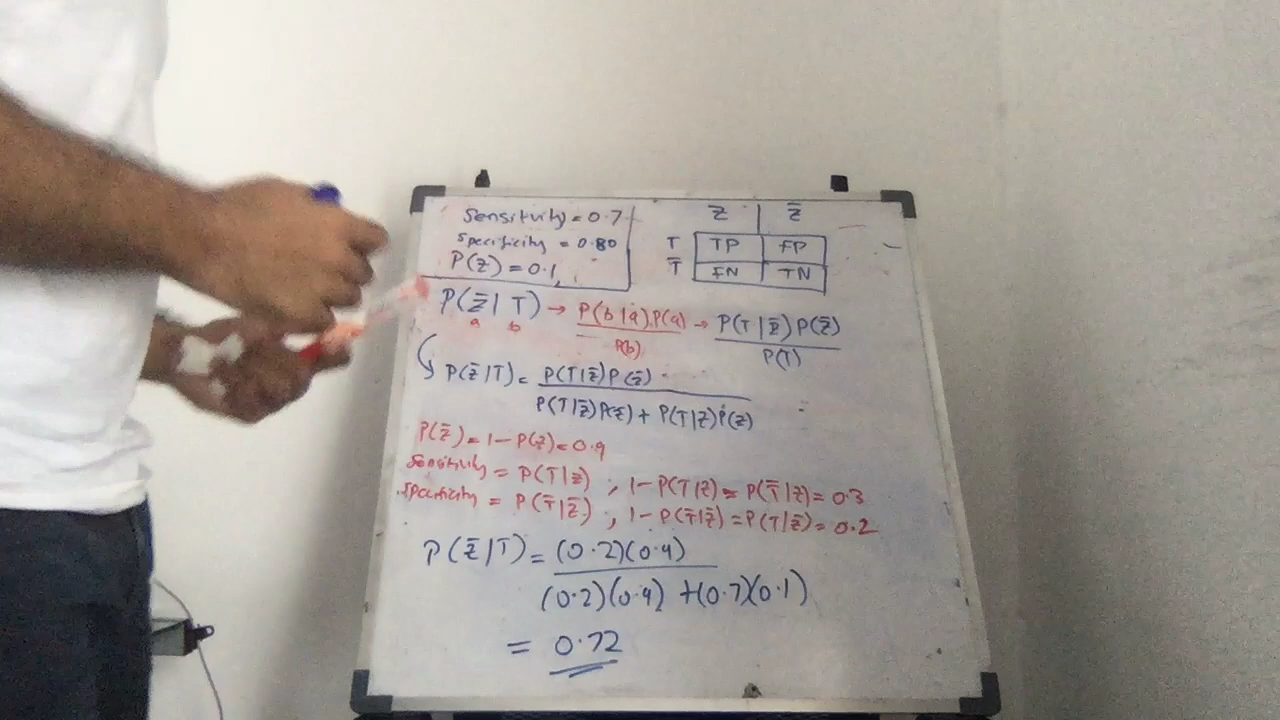 Sensitivity = 0.7
Specificity = 0.80
P(z) = 0.1
z z̄
T TP FP
T̄ FN TN
P(z̄ | T) → P(b|a).P(a) / P(b) → P(T|z̄) P(z̄) / P(T)
a b
P(z̄|T) = P(T|z̄) P(z̄) / P(T|z̄) P(z̄) + P(T|z) P(z)
P(z̄) = 1 - P(z) = 0.9
Sensitivity = P(T|z) ; 1 - P(T|z) = P(T̄|z) = 0.3
Specificity = P(T̄|z̄) ; 1 - P(T̄|z̄) = P(T|z̄) = 0.2
P(z̄|T) = (0.2)(0.9) / (0.2)(0.9) + (0.7)(0.1)
= 0.72